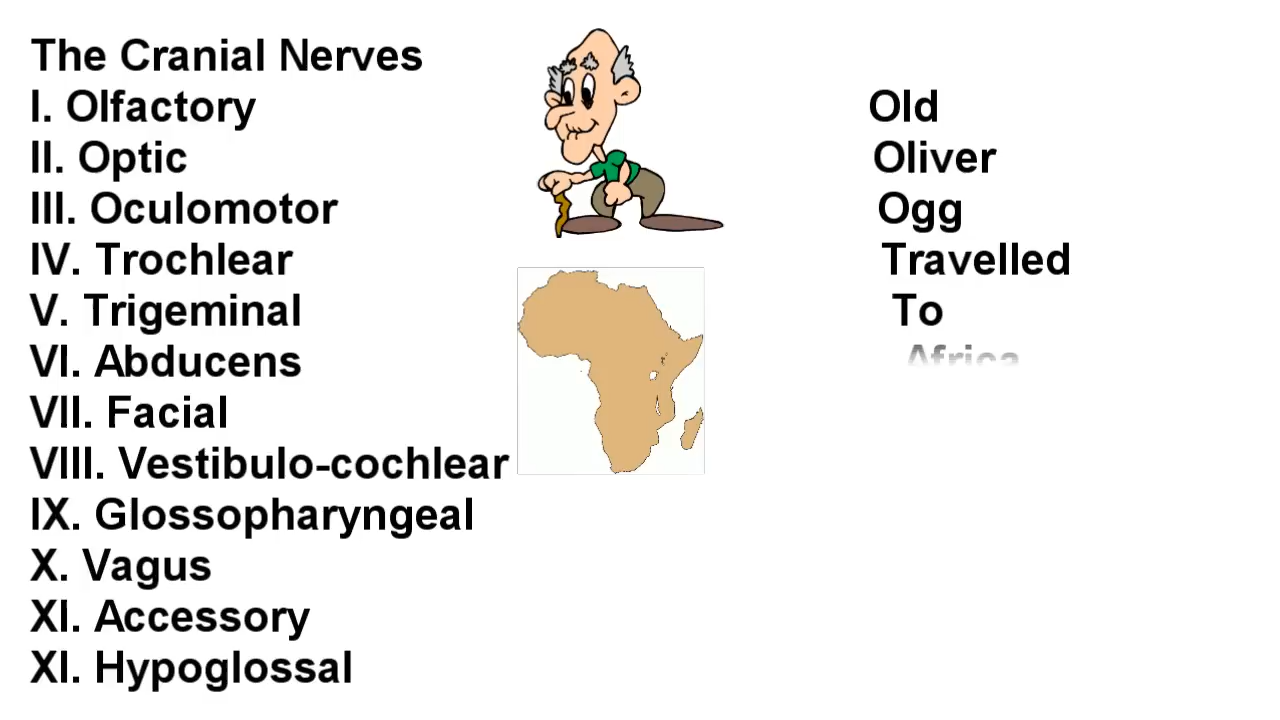 The Cranial Nerves
I. Olfactory
II. Optic
III. Oculomotor
IV. Trochlear
V. Trigeminal
VI. Abducens
VII. Facial
VIII. Vestibulo-cochlear
IX. Glossopharyngeal
X. Vagus
XI. Accessory
XI. Hypoglossal
Old
Oliver
Ogg
Travelled
To
Africa